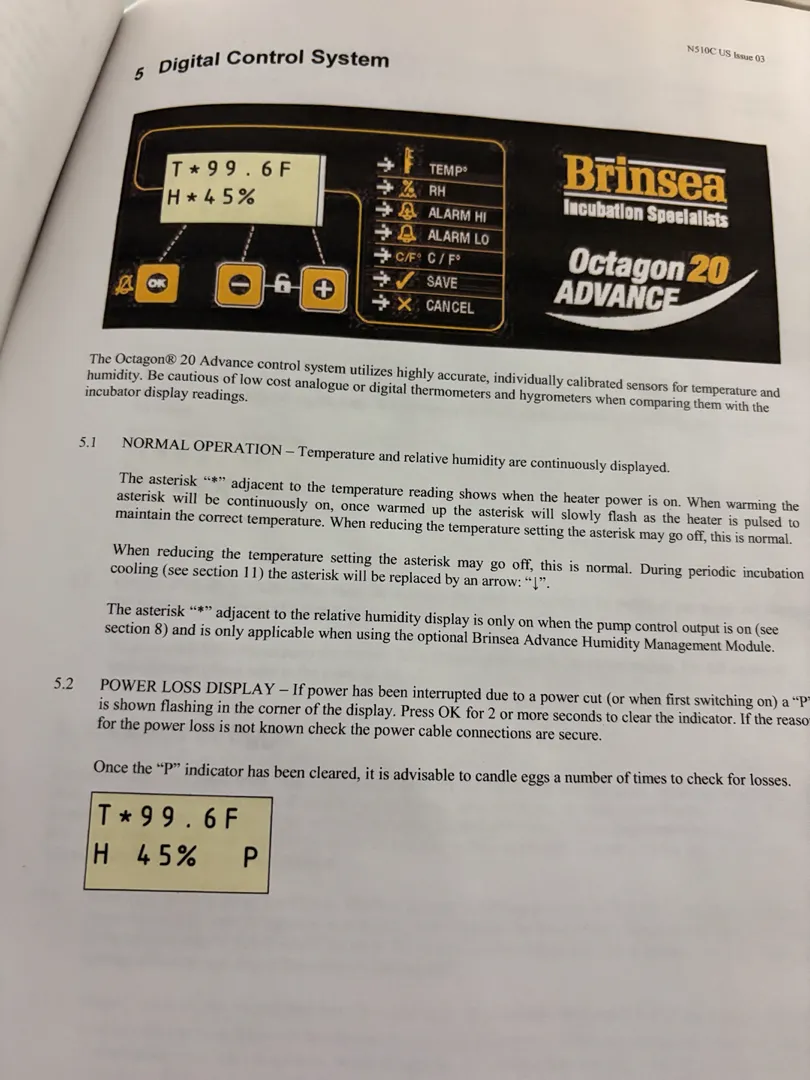 N510C US Issue 03
5 Digital Control System
T*99.6F
H*45%
OK
TEMP°
RH
ALARM HI
ALARM LO
C/F° C / F°
SAVE
CANCEL
Brinsea
Incubation Specialists
Octagon 20
ADVANCE
The Octagon® 20 Advance control system utilizes highly accurate, individually calibrated sensors for temperature and
humidity. Be cautious of low cost analogue or digital thermometers and hygrometers when comparing them with the
incubator display readings.
5.1 NORMAL OPERATION – Temperature and relative humidity are continuously displayed.
The asterisk “*” adjacent to the temperature reading shows when the heater power is on. When warming the
asterisk will be continuously on, once warmed up the asterisk will slowly flash as the heater is pulsed to
maintain the correct temperature. When reducing the temperature setting the asterisk may go off, this is normal.
When reducing the temperature setting the asterisk may go off, this is normal. During periodic incubation
cooling (see section 11) the asterisk will be replaced by an arrow: “↓”.
The asterisk “*” adjacent to the relative humidity display is only on when the pump control output is on (see
section 8) and is only applicable when using the optional Brinsea Advance Humidity Management Module.
5.2 POWER LOSS DISPLAY – If power has been interrupted due to a power cut (or when first switching on) a “P”
is shown flashing in the corner of the display. Press OK for 2 or more seconds to clear the indicator. If the reaso
for the power loss is not known check the power cable connections are secure.
Once the “P” indicator has been cleared, it is advisable to candle eggs a number of times to check for losses.
T*99.6F
H 45% P